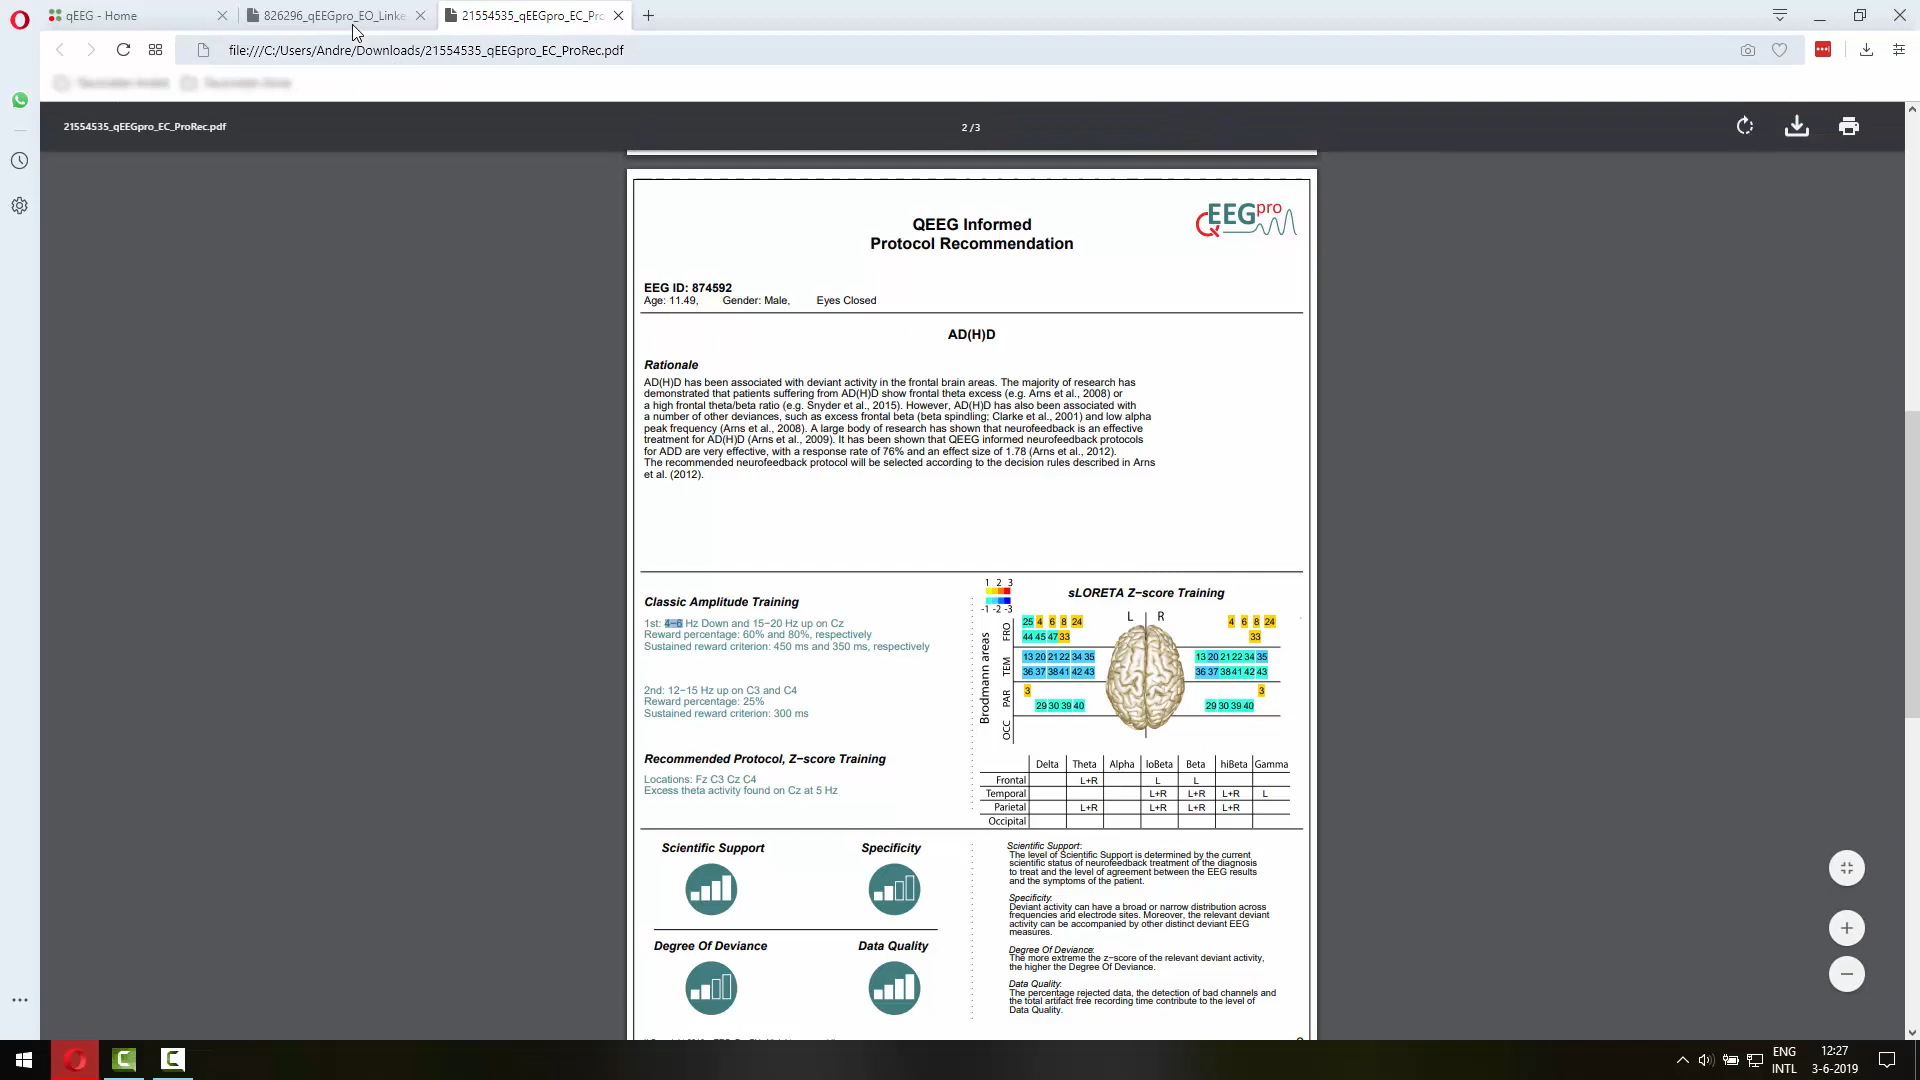 qEEG - Home
826296_qEEGpro_EO_Linke
21554535_qEEGpro_EC_Pro
file:///C:/Users/Andre/Downloads/21554535_qEEGpro_EC_ProRec.pdf
21554535_qEEGpro_EC_ProRec.pdf
2 /3
QEEG Informed
Protocol Recommendation
QEEGpro
EEG ID: 874592
Age: 11.49, Gender: Male, Eyes Closed
AD(H)D
Rationale
AD(H)D has been associated with deviant activity in the frontal brain areas. The majority of research has
demonstrated that patients suffering from AD(H)D show frontal theta excess (e.g. Arns et al., 2008) or
a high frontal theta/beta ratio (e.g. Snyder et al., 2015). However, AD(H)D has also been associated with
a number of other deviances, such as excess frontal beta (beta spindling; Clarke et al., 2001) and low alpha
peak frequency (Arns et al., 2008). A large body of research has shown that neurofeedback is an effective
treatment for AD(H)D (Arns et al., 2009). It has been shown that QEEG informed neurofeedback protocols
for ADD are very effective, with a response rate of 76% and an effect size of 1.78 (Arns et al., 2012).
The recommended neurofeedback protocol will be selected according to the decision rules described in Arns
et al. (2012).
Classic Amplitude Training
1st: 4−6 Hz Down and 15−20 Hz up on Cz
Reward percentage: 60% and 80%, respectively
Sustained reward criterion: 450 ms and 350 ms, respectively
2nd: 12−15 Hz up on C3 and C4
Reward percentage: 25%
Sustained reward criterion: 300 ms
Recommended Protocol, Z−score Training
Locations: Fz C3 Cz C4
Excess theta activity found on Cz at 5 Hz
1 2 3
-1 -2 -3
sLORETA Z−score Training
L R
Brodmann areas
FRO
25 4 6 8 24 4 6 8 24
44 45 47 33 33
TEM
13 20 21 22 34 35 13 20 21 22 34 35
36 37 38 41 42 43 36 37 38 41 42 43
PAR
3 3
29 30 39 40 29 30 39 40
OCC
Delta Theta Alpha loBeta Beta hiBeta Gamma
Frontal L+R L L
Temporal L+R L+R L+R L
Parietal L+R L+R L+R L+R
Occipital
Scientific Support
Specificity
Degree Of Deviance
Data Quality
Scientific Support:
The level of Scientific Support is determined by the current
scientific status of neurofeedback treatment of the diagnosis
to treat and the level of agreement between the EEG results
and the symptoms of the patient.
Specificity:
Deviant activity can have a broad or narrow distribution across
frequencies and electrode sites. Moreover, the relevant deviant
activity can be accompanied by other distinct deviant EEG
measures.
Degree Of Deviance:
The more extreme the z−score of the relevant deviant activity,
the higher the Degree Of Deviance.
Data Quality:
The percentage rejected data, the detection of bad channels and
the total artifact free recording time contribute to the level of
Data Quality.
ENG
INTL
12:27
3-6-2019